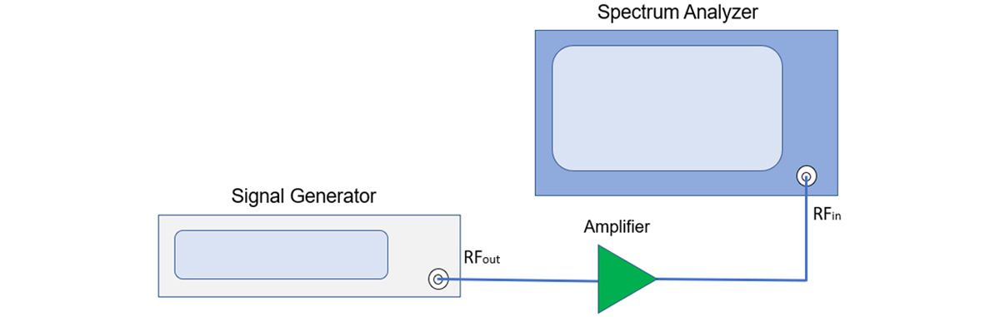 Spectrum Analyzer
Signal Generator
RFin
Amplifier
RFout